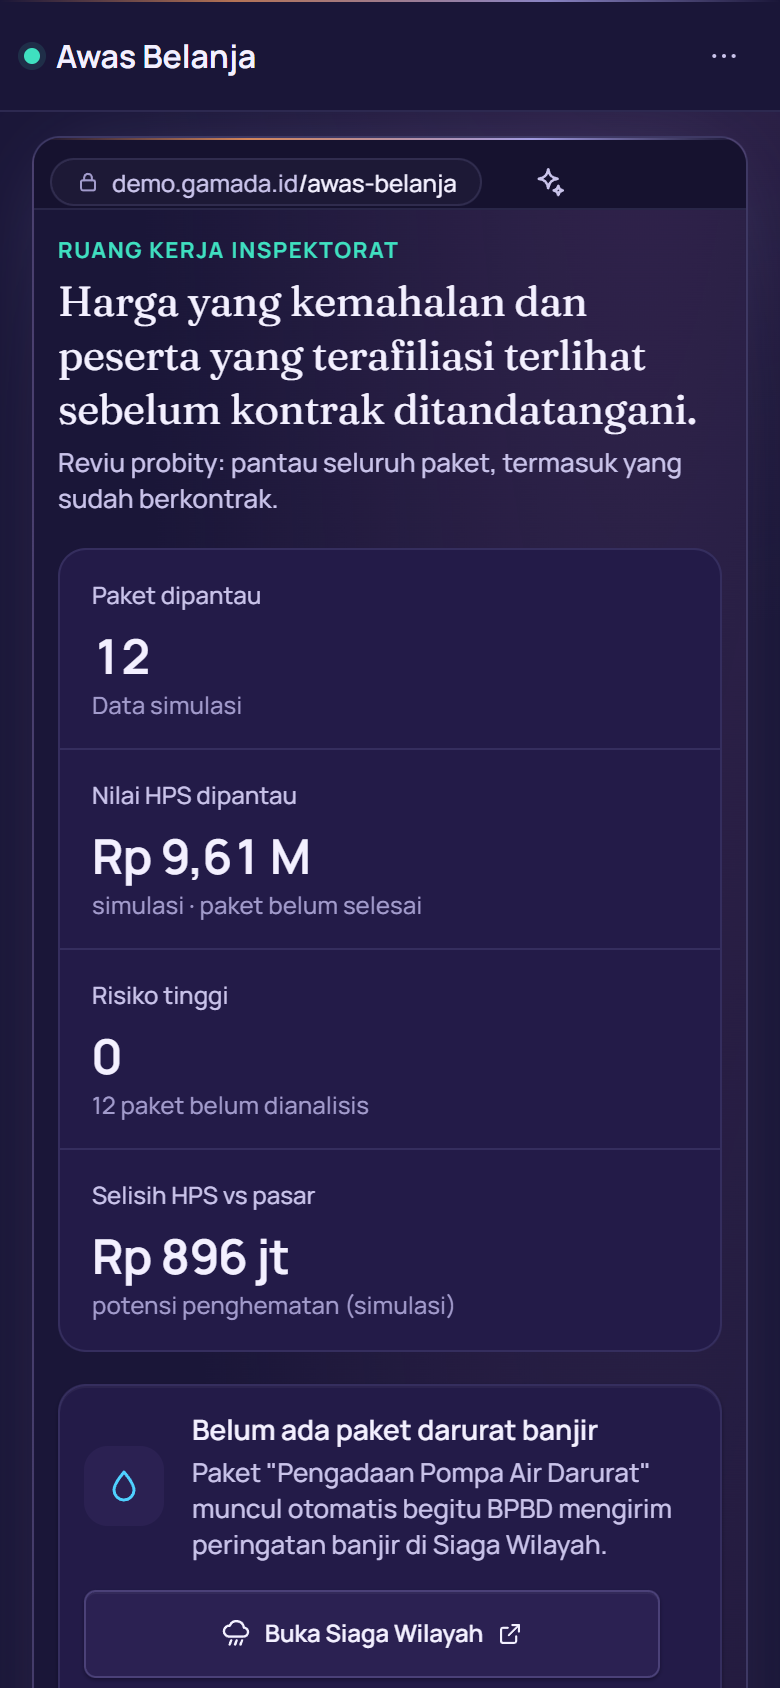 Awas Belanja
demo.gamada.id/awas-belanja
RUANG KERJA INSPEKTORAT
Harga yang kemahalan dan
peserta yang terafiliasi terlihat
sebelum kontrak ditandatangani.
Reviu probity: pantau seluruh paket, termasuk yang
sudah berkontrak.
Paket dipantau
12
Data simulasi
Nilai HPS dipantau
Rp 9,61 M
simulasi · paket belum selesai
Risiko tinggi
0
12 paket belum dianalisis
Selisih HPS vs pasar
Rp 896 jt
potensi penghematan (simulasi)
Belum ada paket darurat banjir
Paket "Pengadaan Pompa Air Darurat"
muncul otomatis begitu BPBD mengirim
peringatan banjir di Siaga Wilayah.
Buka Siaga Wilayah